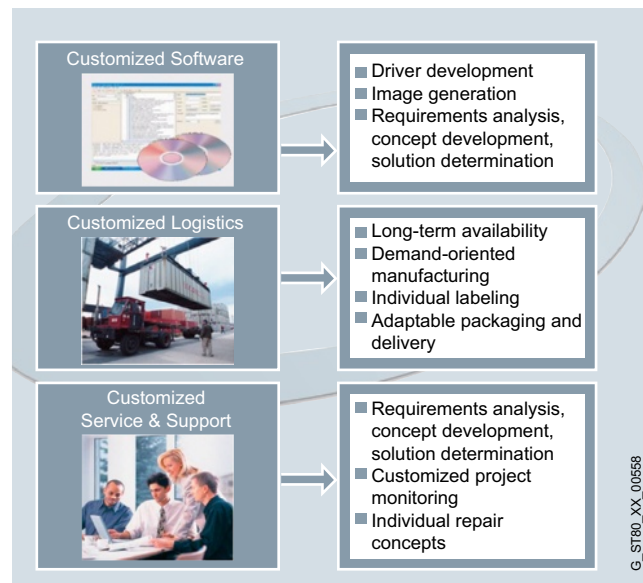 Customized Software
Driver development
Image generation
Requirements analysis,
concept development,
solution determination
Customized Logistics
Long-term availability
Demand-oriented
manufacturing
Individual labeling
Adaptable packaging and
delivery
Customized
Service & Support
Requirements analysis,
concept development,
solution determination
Customized project
monitoring
Individual repair
concepts
G_ST80_XX_00558